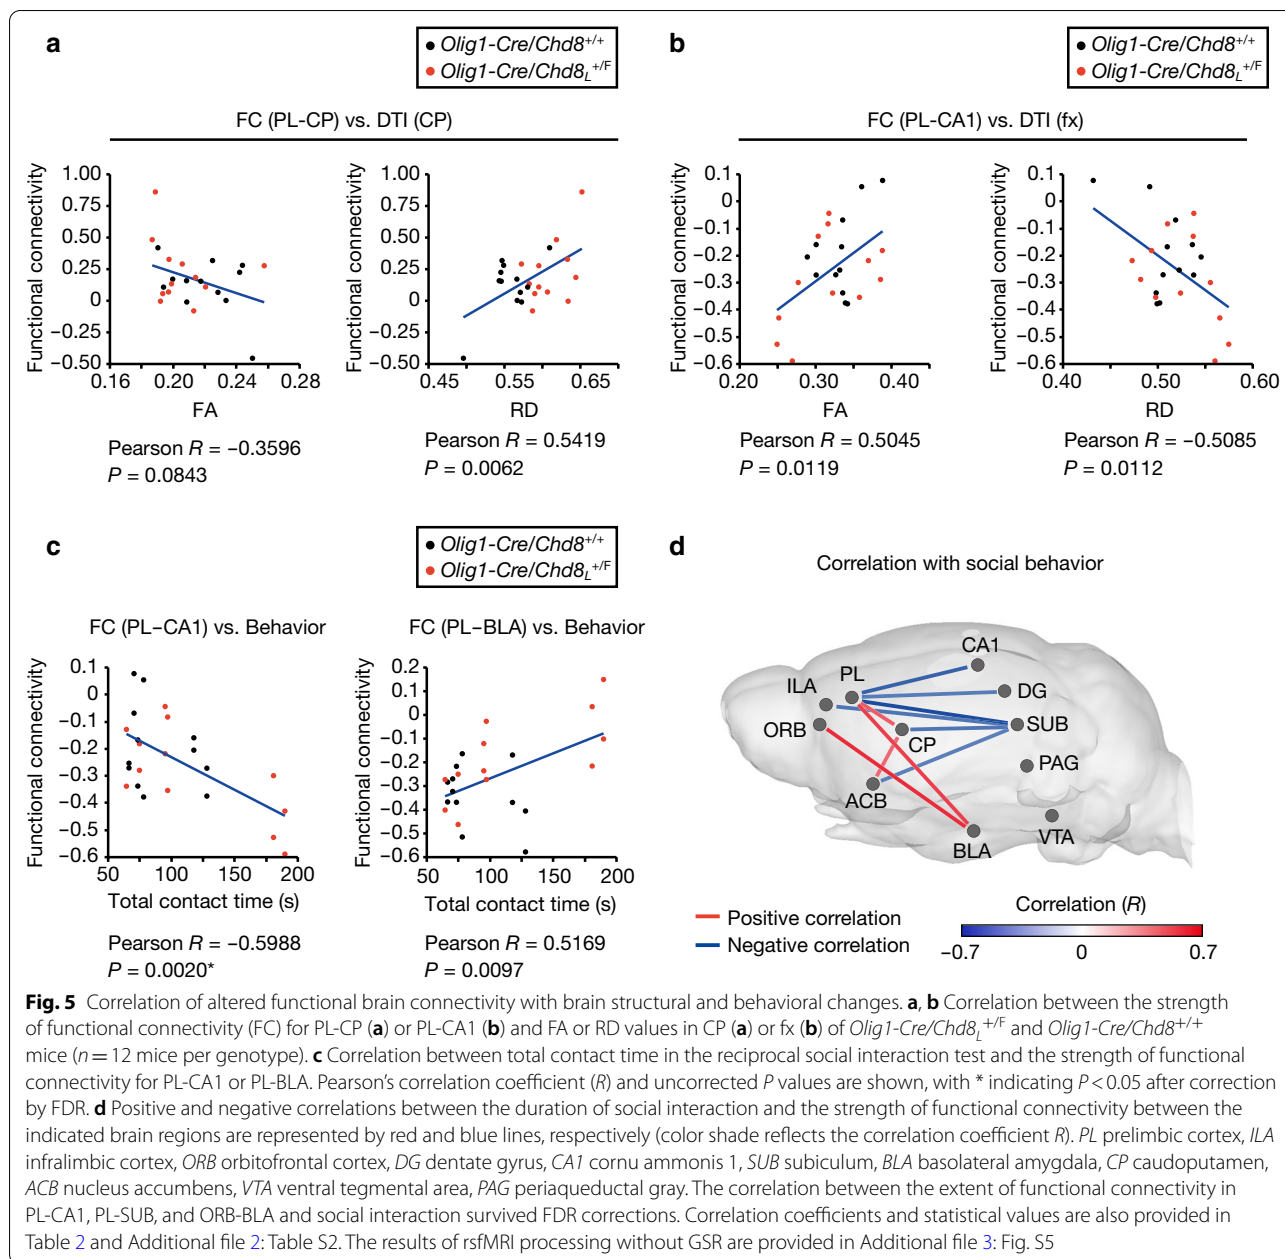 a
Olig1-Cre/Chd8+/+
Olig1-Cre/Chd8L+/F
FC (PL-CP) vs. DTI (CP)
Functional connectivity
1.00
0.75
0.50
0.25
0
−0.25
−0.50
0.16 0.20 0.24 0.28
FA
Pearson R = −0.3596
P = 0.0843
Functional connectivity
1.00
0.75
0.50
0.25
0
−0.25
−0.50
0.45 0.55 0.65
RD
Pearson R = 0.5419
P = 0.0062
b
Olig1-Cre/Chd8+/+
Olig1-Cre/Chd8L+/F
FC (PL-CA1) vs. DTI (fx)
Functional connectivity
0.1
0
−0.1
−0.2
−0.3
−0.4
−0.5
−0.6
0.20 0.30 0.40
FA
Pearson R = 0.5045
P = 0.0119
Functional connectivity
0.1
0
−0.1
−0.2
−0.3
−0.4
−0.5
−0.6
0.40 0.50 0.60
RD
Pearson R = −0.5085
P = 0.0112
c
Olig1-Cre/Chd8+/+
Olig1-Cre/Chd8L+/F
FC (PL–CA1) vs. Behavior
Functional connectivity
0.1
0
−0.1
−0.2
−0.3
−0.4
−0.5
−0.6
50 100 150 200
Total contact time (s)
Pearson R = −0.5988
P = 0.0020*
FC (PL–BLA) vs. Behavior
Functional connectivity
0.2
0.1
0
−0.1
−0.2
−0.3
−0.4
−0.5
−0.6
50 100 150 200
Total contact time (s)
Pearson R = 0.5169
P = 0.0097
d
Correlation with social behavior
CA1
PL
ILA
DG
ORB
SUB
CP
PAG
ACB
VTA
BLA
Positive correlation
Negative correlation
Correlation (R)
−0.7 0 0.7
Fig. 5 Correlation of altered functional brain connectivity with brain structural and behavioral changes. a, b Correlation between the strength
of functional connectivity (FC) for PL-CP (a) or PL-CA1 (b) and FA or RD values in CP (a) or fx (b) of Olig1-Cre/Chd8L+/F and Olig1-Cre/Chd8+/+
mice (n = 12 mice per genotype). c Correlation between total contact time in the reciprocal social interaction test and the strength of functional
connectivity for PL-CA1 or PL-BLA. Pearson's correlation coefficient (R) and uncorrected P values are shown, with * indicating P < 0.05 after correction
by FDR. d Positive and negative correlations between the duration of social interaction and the strength of functional connectivity between the
indicated brain regions are represented by red and blue lines, respectively (color shade reflects the correlation coefficient R). PL prelimbic cortex, ILA
infralimbic cortex, ORB orbitofrontal cortex, DG dentate gyrus, CA1 cornu ammonis 1, SUB subiculum, BLA basolateral amygdala, CP caudoputamen,
ACB nucleus accumbens, VTA ventral tegmental area, PAG periaqueductal gray. The correlation between the extent of functional connectivity in
PL-CA1, PL-SUB, and ORB-BLA and social interaction survived FDR corrections. Correlation coefficients and statistical values are also provided in
Table 2 and Additional file 2: Table S2. The results of rsfMRI processing without GSR are provided in Additional file 3: Fig. S5